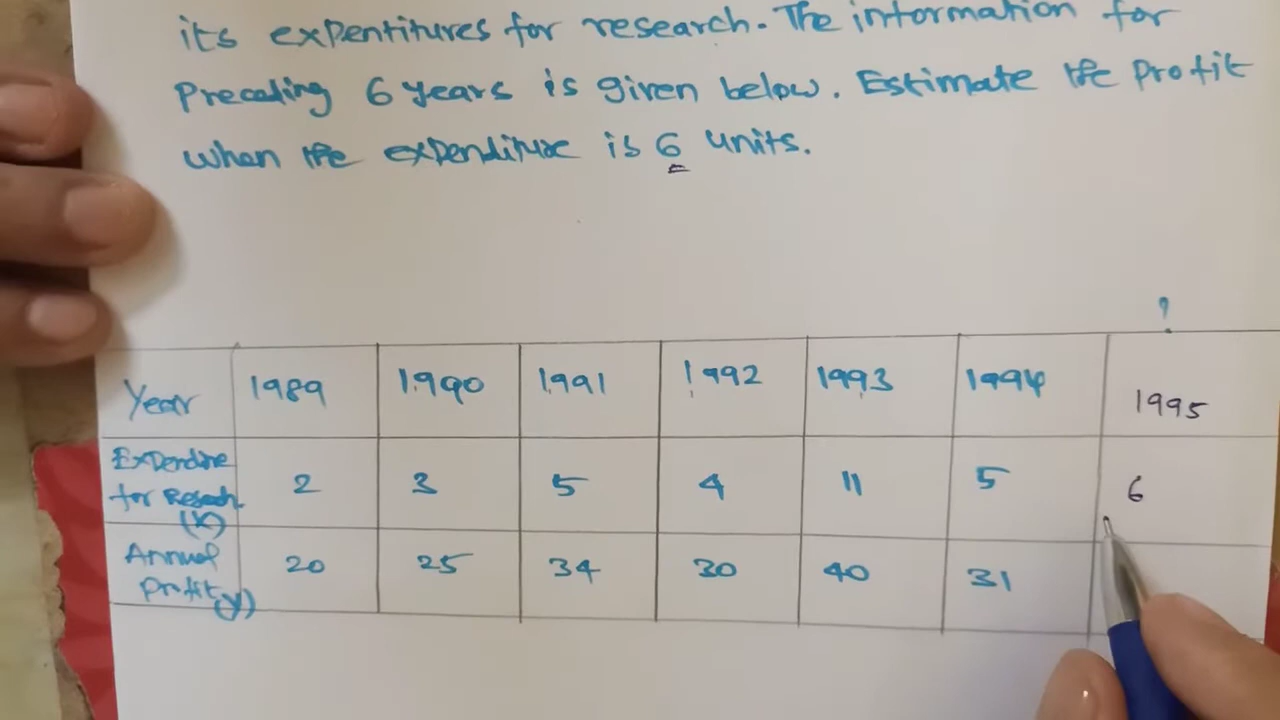 its expentitures for research. The information for
Preceding 6 years is given below. Estimate the profit
when the expenditure is 6 units.
?
Year 1989 1990 1991 1992 1993 1994 1995
Expendire
for Reseach 2 3 5 4 11 5 6
(x)
Annual
Profit 20 25 34 30 40 31
(y)